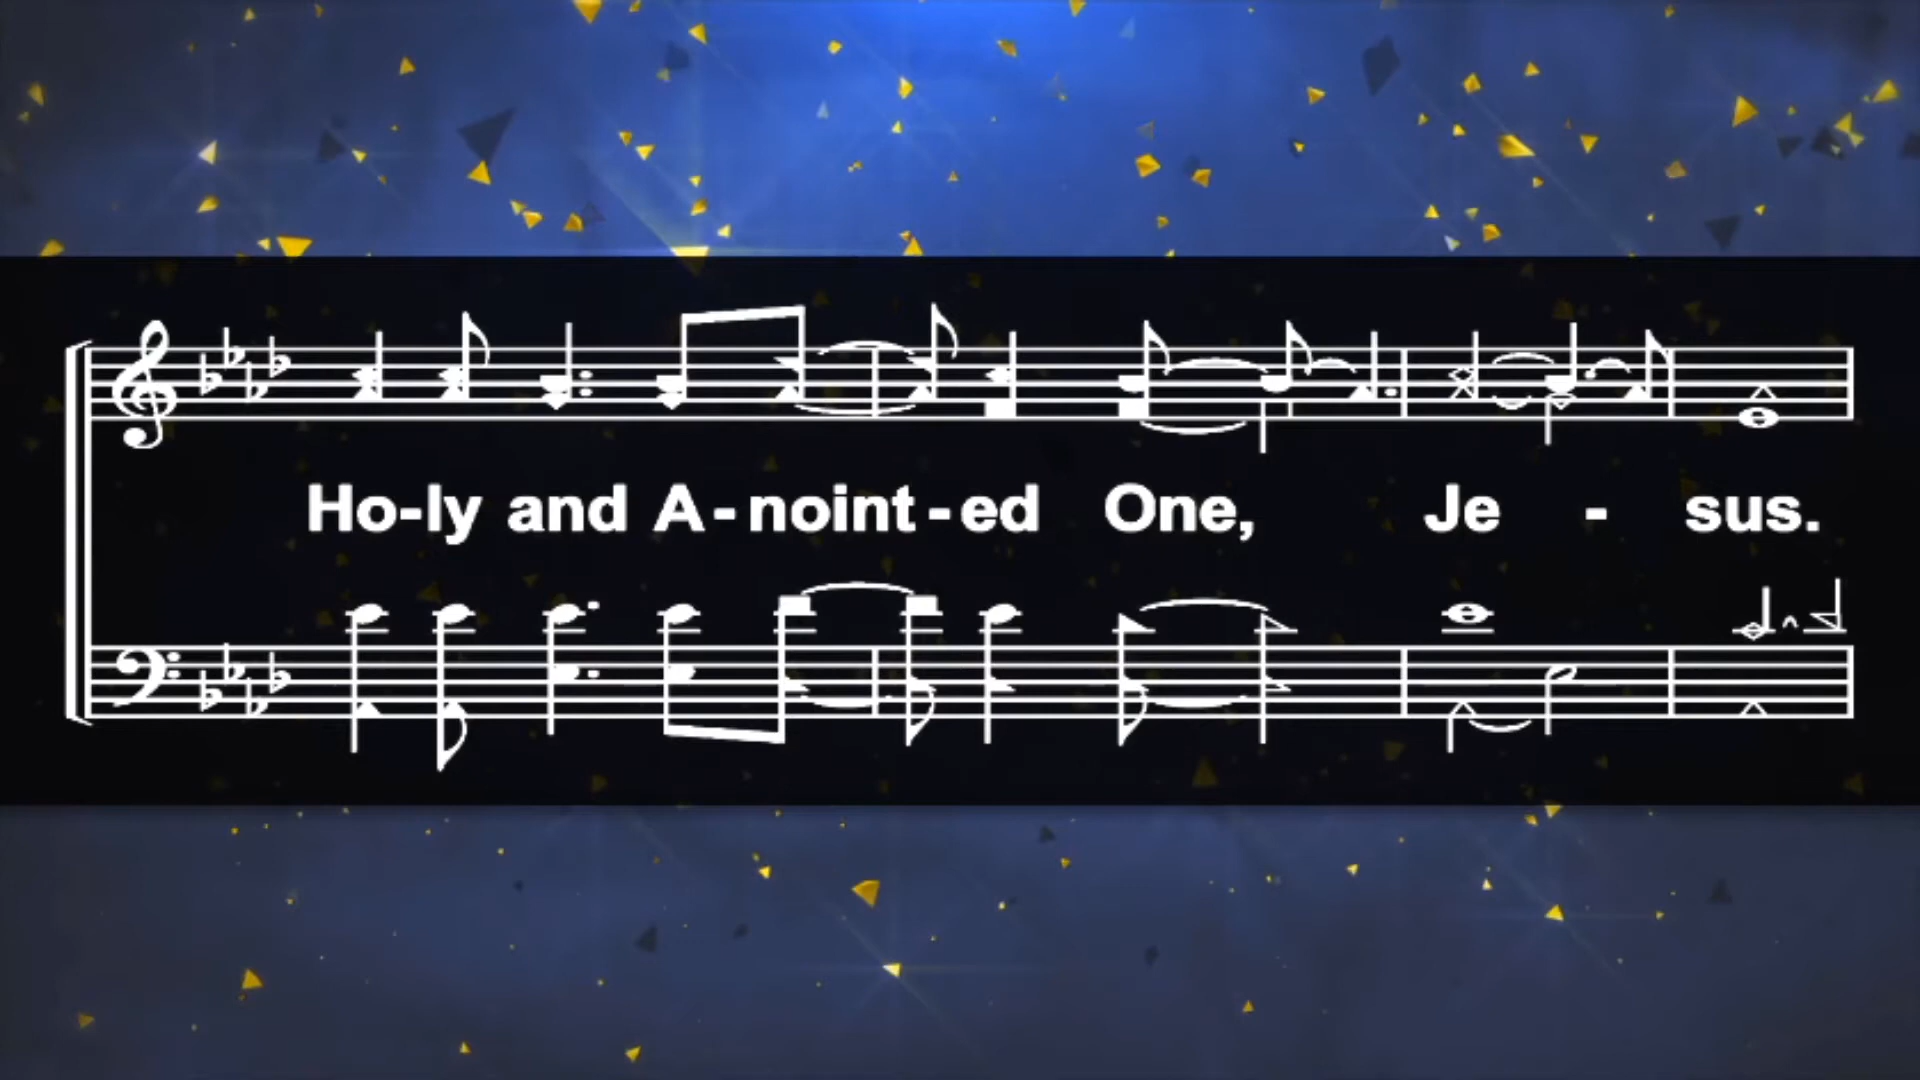 Ho-ly and A-noint-ed One, Je - sus.